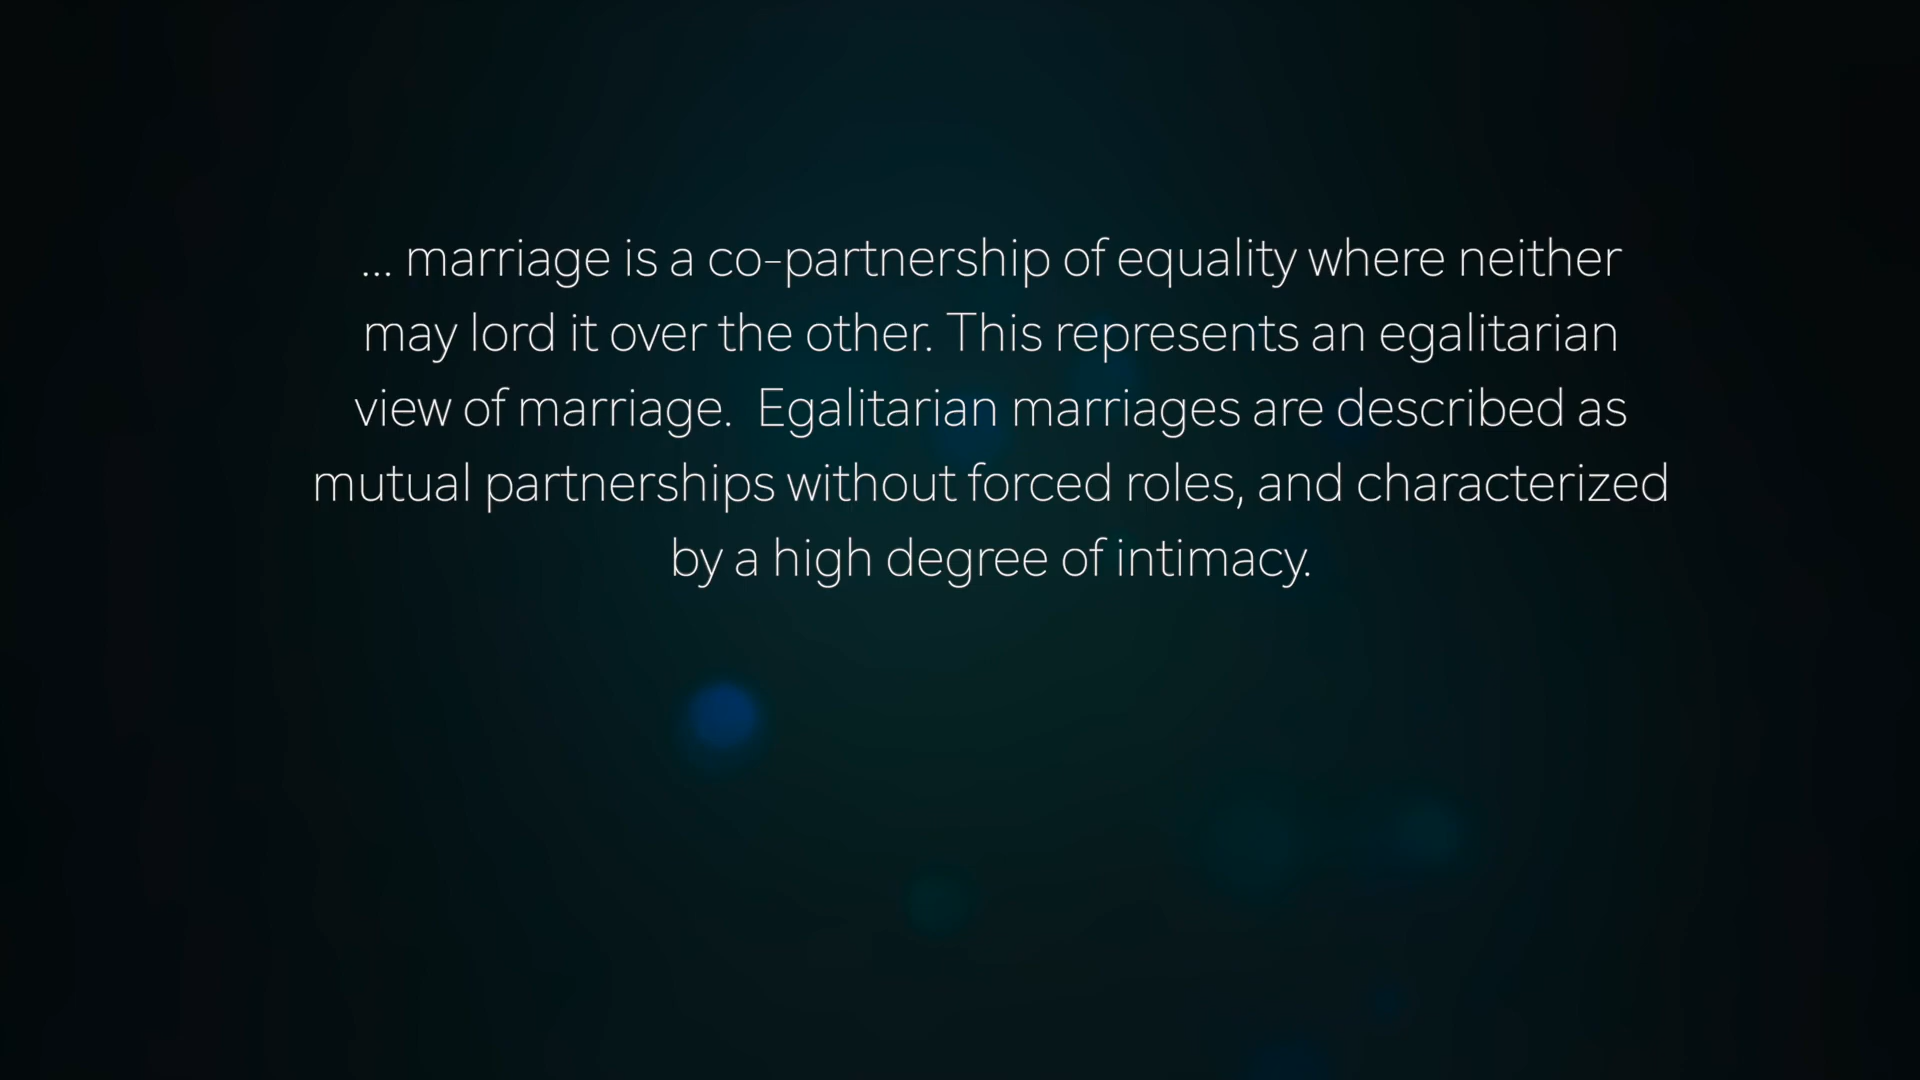 ... marriage is a co-partnership of equality where neither
may lord it over the other. This represents an egalitarian
view of marriage.  Egalitarian marriages are described as
mutual partnerships without forced roles, and characterized
by a high degree of intimacy.